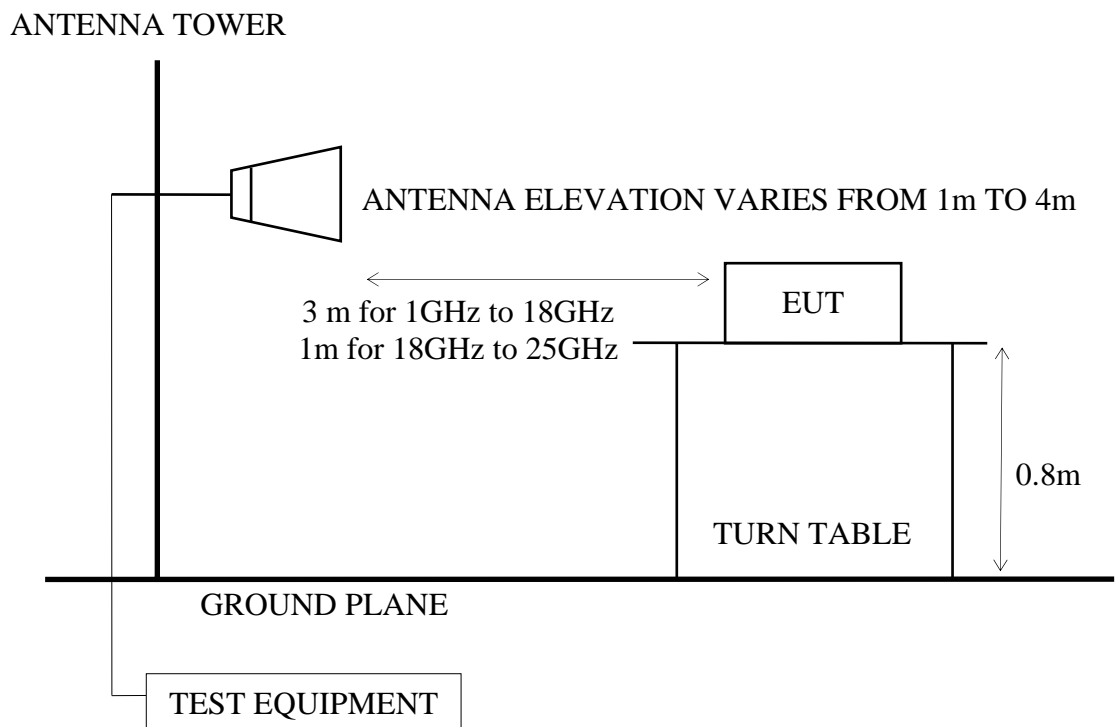 ANTENNA TOWER
ANTENNA ELEVATION VARIES FROM 1m TO 4m
EUT
3 m for 1GHz to 18GHz
1m for 18GHz to 25GHz
0.8m
TURN TABLE
GROUND PLANE
TEST EQUIPMENT